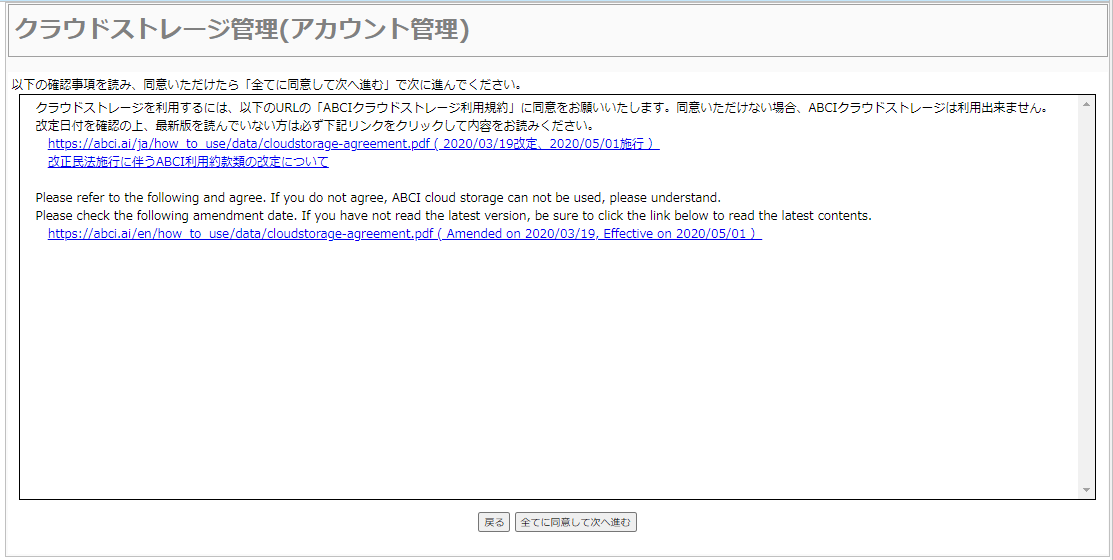 クラウドストレージ管理(アカウント管理)
以下の確認事項を読み、同意いただけたら「全てに同意して次へ進む」で次に進んでください。
クラウドストレージを利用するには、以下のURLの「ABCIクラウドストレージ利用規約」に同意をお願いいたします。同意いただけない場合、ABCIクラウドストレージは利用出来ません。
改定日付を確認の上、最新版を読んでいない方は必ず下記リンクをクリックして内容をお読みください。
https://abci.ai/ja/how_to_use/data/cloudstorage-agreement.pdf ( 2020/03/19改定、2020/05/01施行 )
改正民法施行に伴うABCI利用約款類の改定について
Please refer to the following and agree. If you do not agree, ABCI cloud storage can not be used, please understand.
Please check the following amendment date. If you have not read the latest version, be sure to click the link below to read the latest contents.
https://abci.ai/en/how_to_use/data/cloudstorage-agreement.pdf ( Amended on 2020/03/19, Effective on 2020/05/01 )
戻る 全てに同意して次へ進む